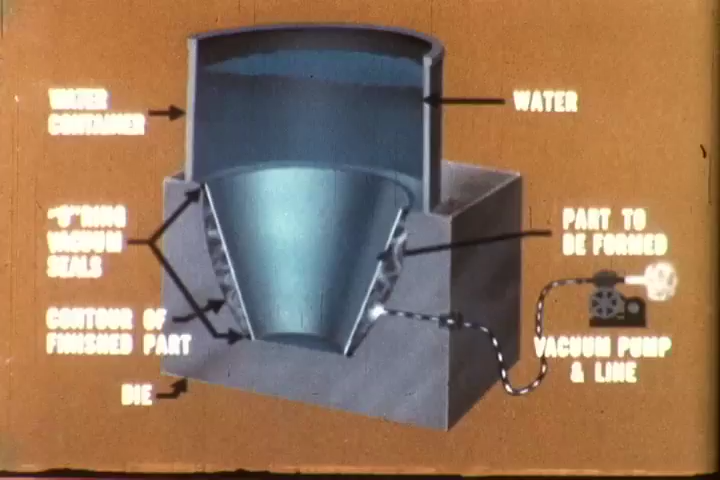 WATER
CONTAINER
WATER
"O" RING
VACUUM
SEALS
PART TO
BE FORMED
CONTOUR OF
FINISHED PART
VACUUM PUMP
& LINE
DIE